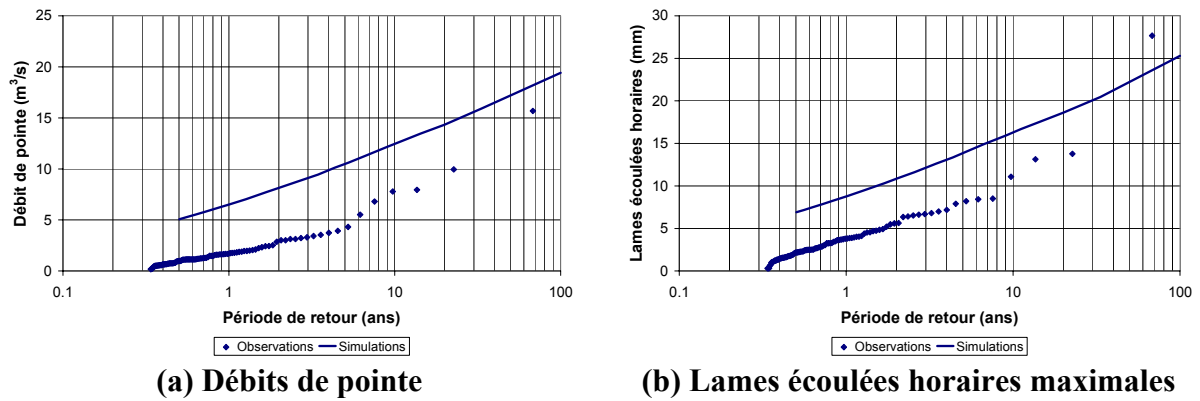 25
20
15
10
5
0
0.1 1 10 100
Débit de pointe (m³/s)
Période de retour (ans)
Observations Simulations
(a) Débits de pointe
30
25
20
15
10
5
0
0.1 1 10 100
Lames écoulées horaires (mm)
Période de retour (ans)
Observations Simulations
(b) Lames écoulées horaires maximales